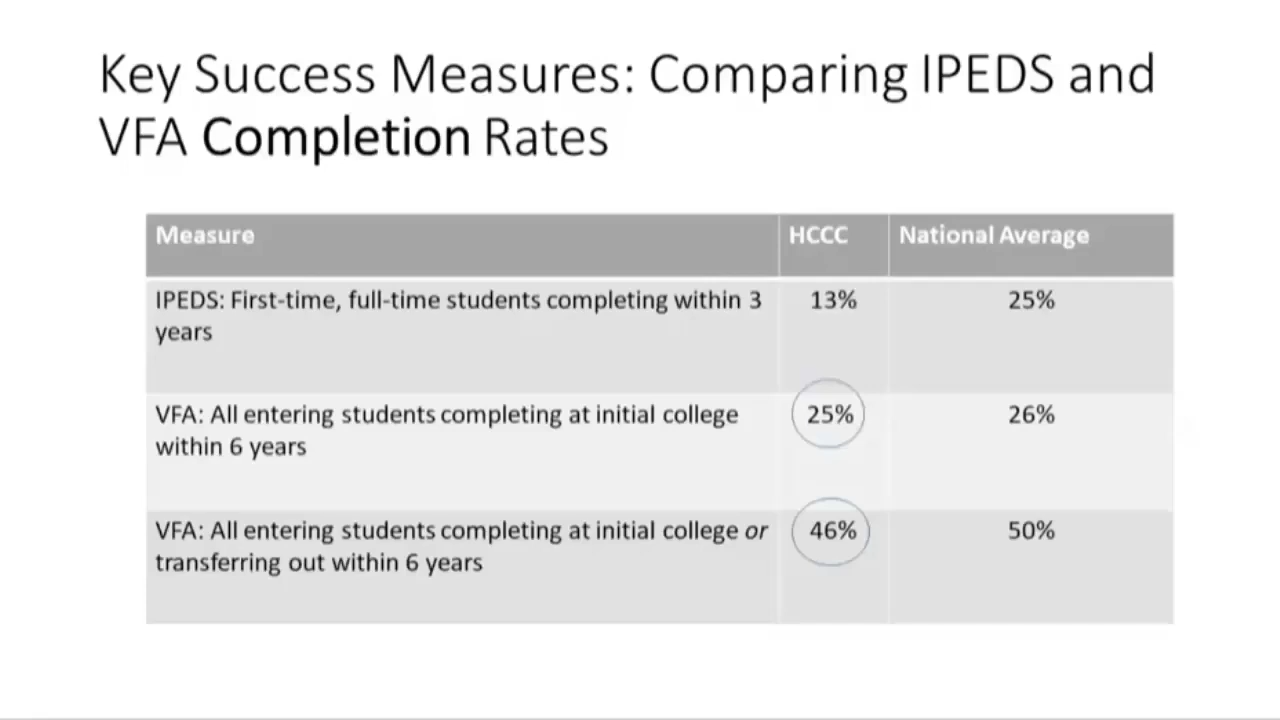 Key Success Measures: Comparing IPEDS and
VFA Completion Rates
Measure HCCC National Average
IPEDS: First-time, full-time students completing within 3 13% 25%
years
VFA: All entering students completing at initial college 25% 26%
within 6 years
VFA: All entering students completing at initial college or 46% 50%
transferring out within 6 years